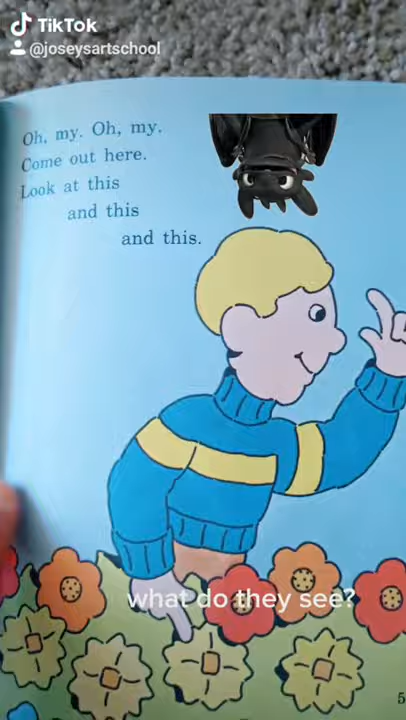 TikTok
@joseysartschool
Oh, my. Oh, my.
Come out here.
Look at this
and this
and this.
what do they see?
5